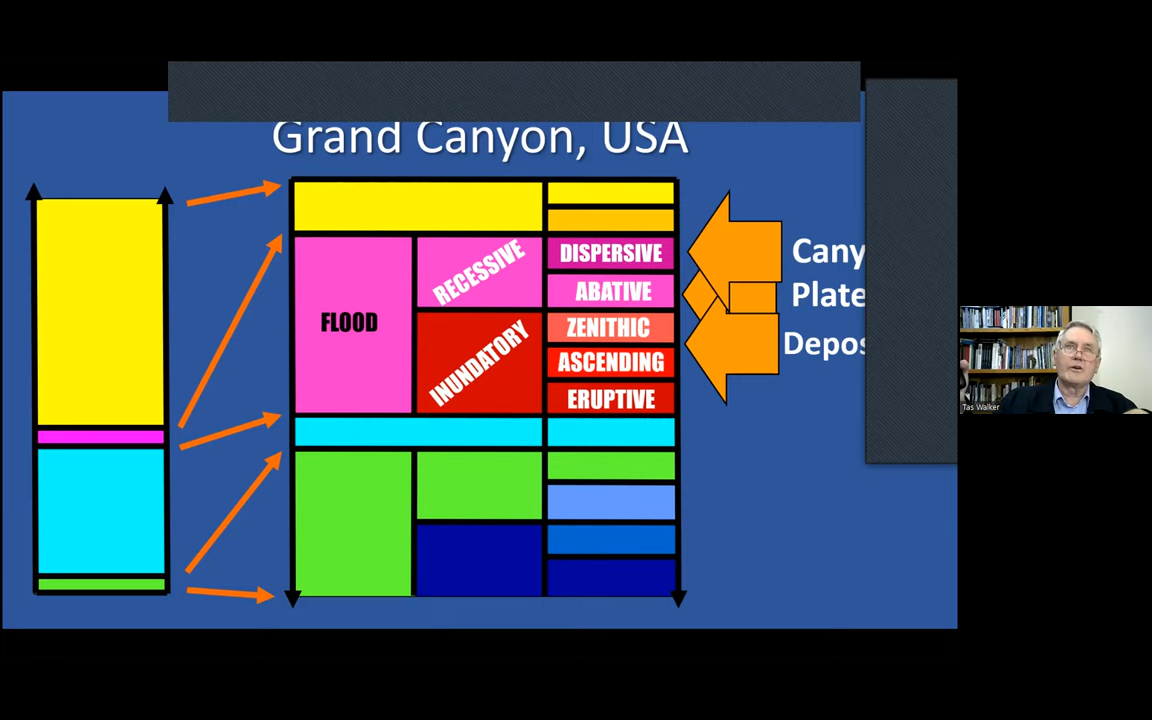 Grand Canyon, USA
FLOOD
RECESSIVE
INUNDATORY
DISPERSIVE
ABATIVE
ZENITHIC
ASCENDING
ERUPTIVE
Cany
Plate
Depos
Tas Walker